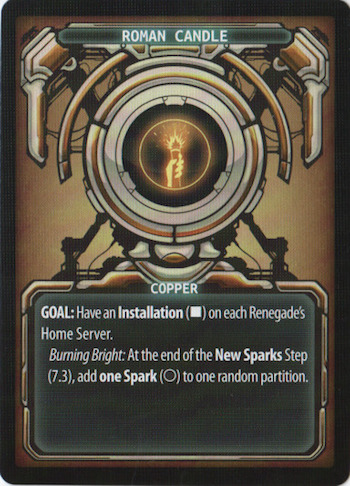 ROMAN CANDLE
COPPER
GOAL: Have an Installation (■) on each Renegade's
Home Server.
Burning Bright: At the end of the New Sparks Step
(7.3), add one Spark (○) to one random partition.